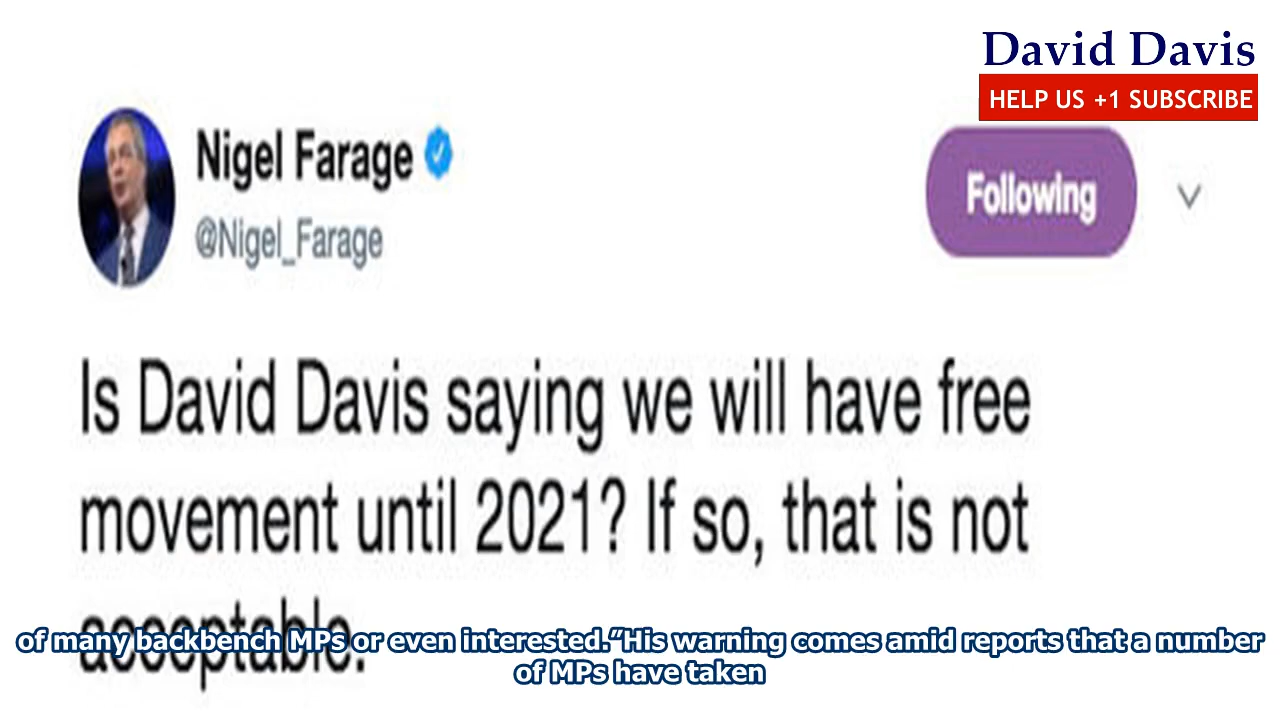 David Davis
HELP US +1 SUBSCRIBE
Nigel Farage
@Nigel_Farage
Following
Is David Davis saying we will have free
movement until 2021? If so, that is not
acceptable.
of many backbench MPs or even interested.“His warning comes amid reports that a number
of MPs have taken